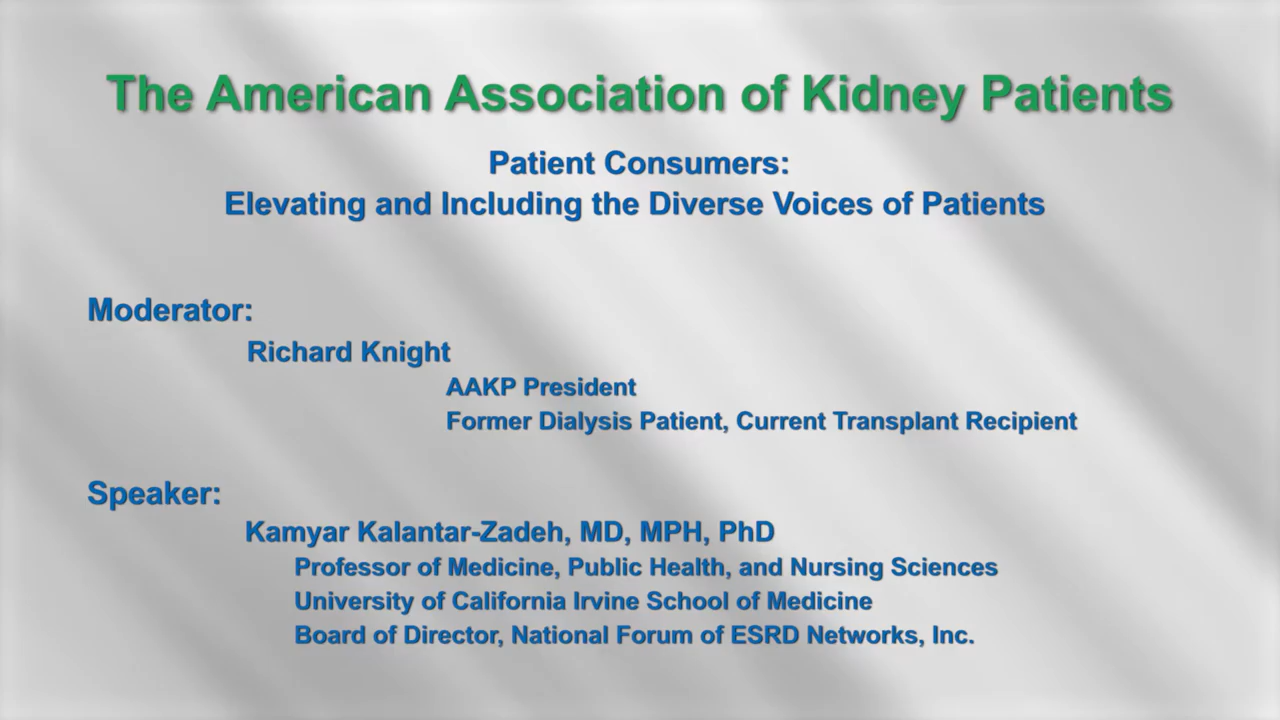 The American Association of Kidney Patients
Patient Consumers:
Elevating and Including the Diverse Voices of Patients
Moderator:
Richard Knight
AAKP President
Former Dialysis Patient, Current Transplant Recipient
Speaker:
Kamyar Kalantar-Zadeh, MD, MPH, PhD
Professor of Medicine, Public Health, and Nursing Sciences
University of California Irvine School of Medicine
Board of Director, National Forum of ESRD Networks, Inc.